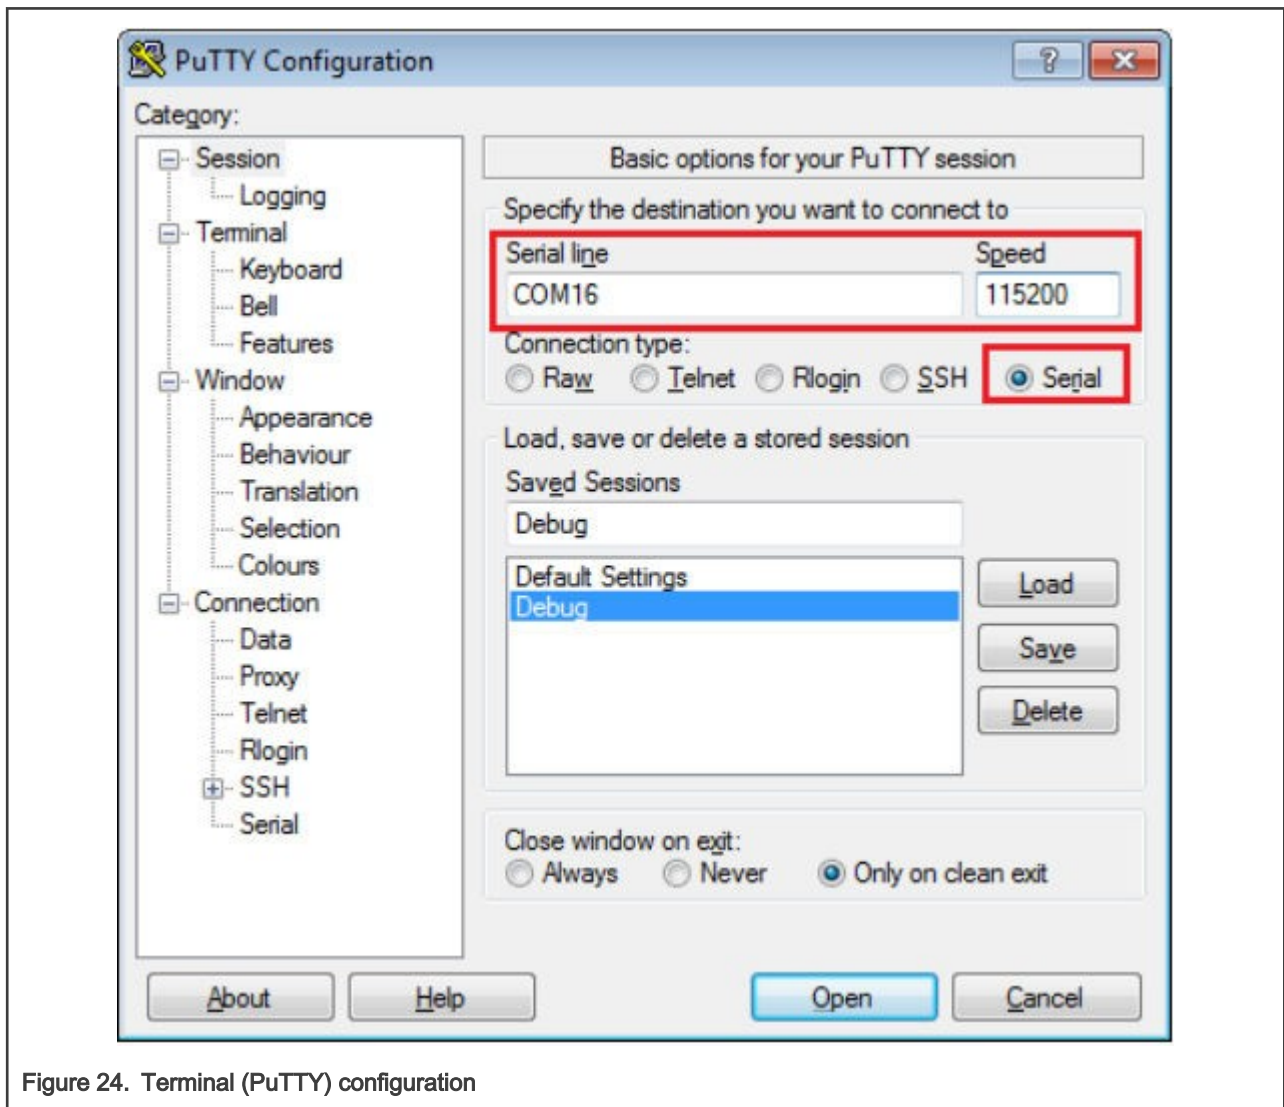 PuTTY Configuration
Category:
Session
Logging
Terminal
Keyboard
Bell
Features
Window
Appearance
Behaviour
Translation
Selection
Colours
Connection
Data
Proxy
Telnet
Rlogin
SSH
Serial
Basic options for your PuTTY session
Specify the destination you want to connect to
Serial line Speed
COM16 115200
Connection type:
Raw Telnet Rlogin SSH Serial
Load, save or delete a stored session
Saved Sessions
Debug
Default Settings
Debug
Load
Save
Delete
Close window on exit:
Always Never Only on clean exit
About Help Open Cancel
Figure 24. Terminal (PuTTY) configuration